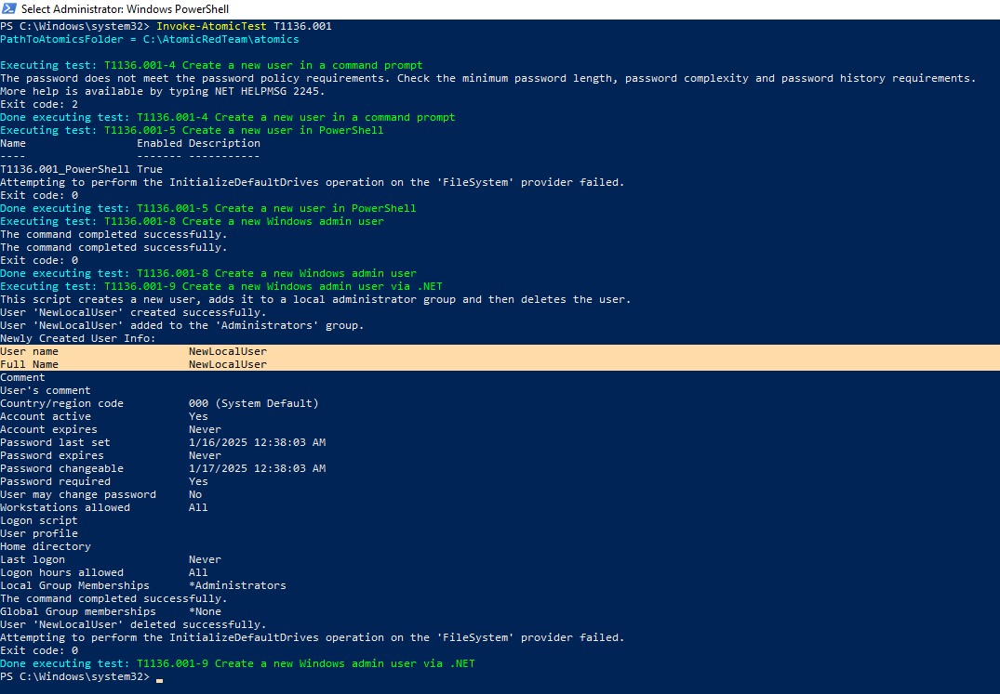 Select Administrator: Windows PowerShell
PS C:\Windows\system32> Invoke-AtomicTest T1136.001
PathToAtomicsFolder = C:\AtomicRedTeam\atomics
Executing test: T1136.001-4 Create a new user in a command prompt
The password does not meet the password policy requirements. Check the minimum password length, password complexity and password history requirements.
More help is available by typing NET HELPMSG 2245.
Exit code: 2
Done executing test: T1136.001-4 Create a new user in a command prompt
Executing test: T1136.001-5 Create a new user in PowerShell
Name                 Enabled Description
----                 ------- -----------
T1136.001_PowerShell True
Attempting to perform the InitializeDefaultDrives operation on the 'FileSystem' provider failed.
Exit code: 0
Done executing test: T1136.001-5 Create a new user in PowerShell
Executing test: T1136.001-8 Create a new Windows admin user
The command completed successfully.
The command completed successfully.
Exit code: 0
Done executing test: T1136.001-8 Create a new Windows admin user
Executing test: T1136.001-9 Create a new Windows admin user via .NET
This script creates a new user, adds it to a local administrator group and then deletes the user.
User 'NewLocalUser' created successfully.
User 'NewLocalUser' added to the 'Administrators' group.
Newly Created User Info:
User name                    NewLocalUser
Full Name                    NewLocalUser
Comment
User's comment
Country/region code          000 (System Default)
Account active               Yes
Account expires              Never
Password last set            1/16/2025 12:38:03 AM
Password expires             Never
Password changeable          1/17/2025 12:38:03 AM
Password required            Yes
User may change password     No
Workstations allowed         All
Logon script
User profile
Home directory
Last logon                   Never
Logon hours allowed          All
Local Group Memberships      *Administrators
The command completed successfully.
Global Group memberships     *None
User 'NewLocalUser' deleted successfully.
Attempting to perform the InitializeDefaultDrives operation on the 'FileSystem' provider failed.
Exit code: 0
Done executing test: T1136.001-9 Create a new Windows admin user via .NET
PS C:\Windows\system32>